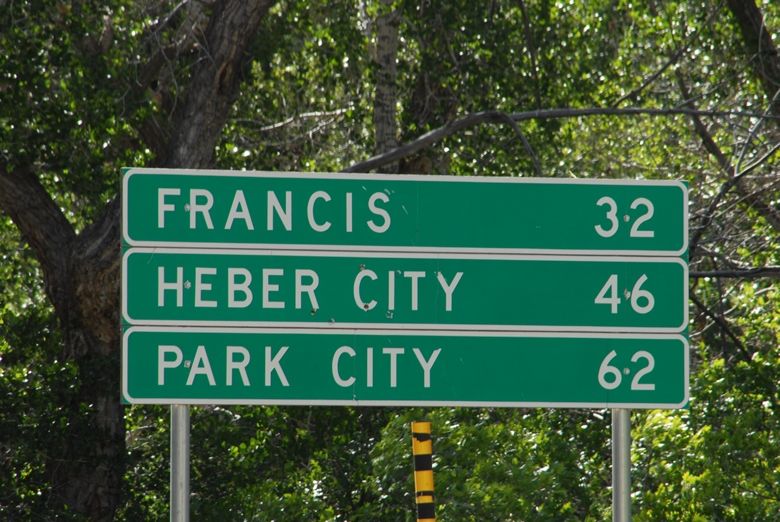 FRANCIS 32
HEBER CITY 46
PARK CITY 62